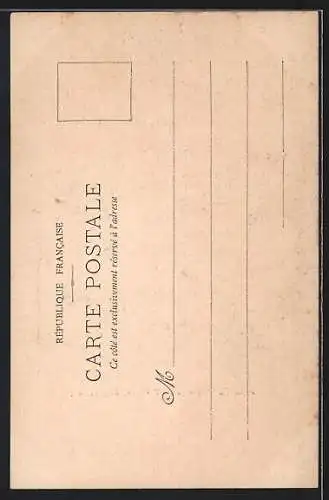 RÉPUBLIQUE FRANÇAISE
CARTE POSTALE
Ce côté est exclusivement réservé à l'adresse
M